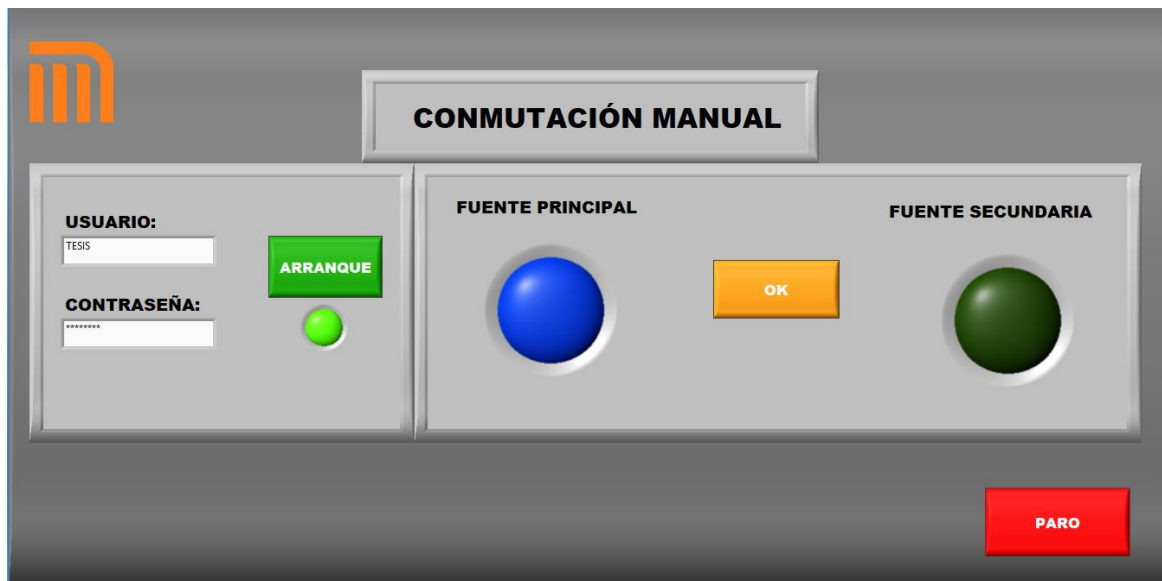 CONMUTACIÓN MANUAL
USUARIO:
TESIS
ARRANQUE
CONTRASEÑA:
********
FUENTE PRINCIPAL
OK
FUENTE SECUNDARIA
PARO